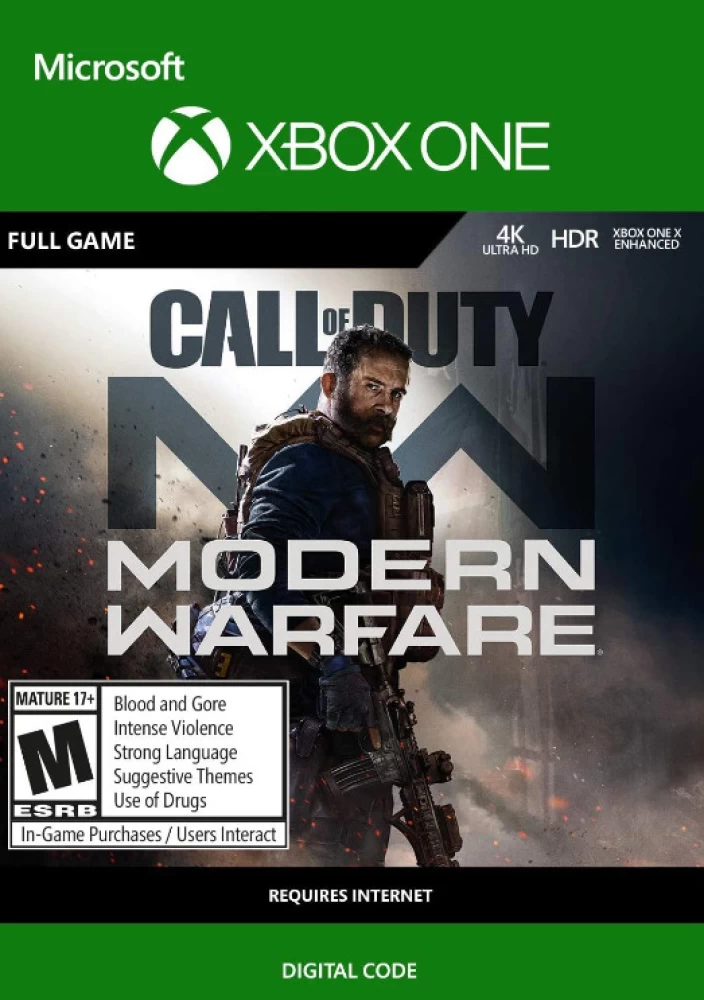 Microsoft
XBOX ONE
FULL GAME
4K
ULTRA HD
HDR
XBOX ONE X
ENHANCED
CALL OF DUTY
MW
MODERN
WARFARE®
MATURE 17+
M
ESRB
Blood and Gore
Intense Violence
Strong Language
Suggestive Themes
Use of Drugs
In-Game Purchases / Users Interact
REQUIRES INTERNET
DIGITAL CODE